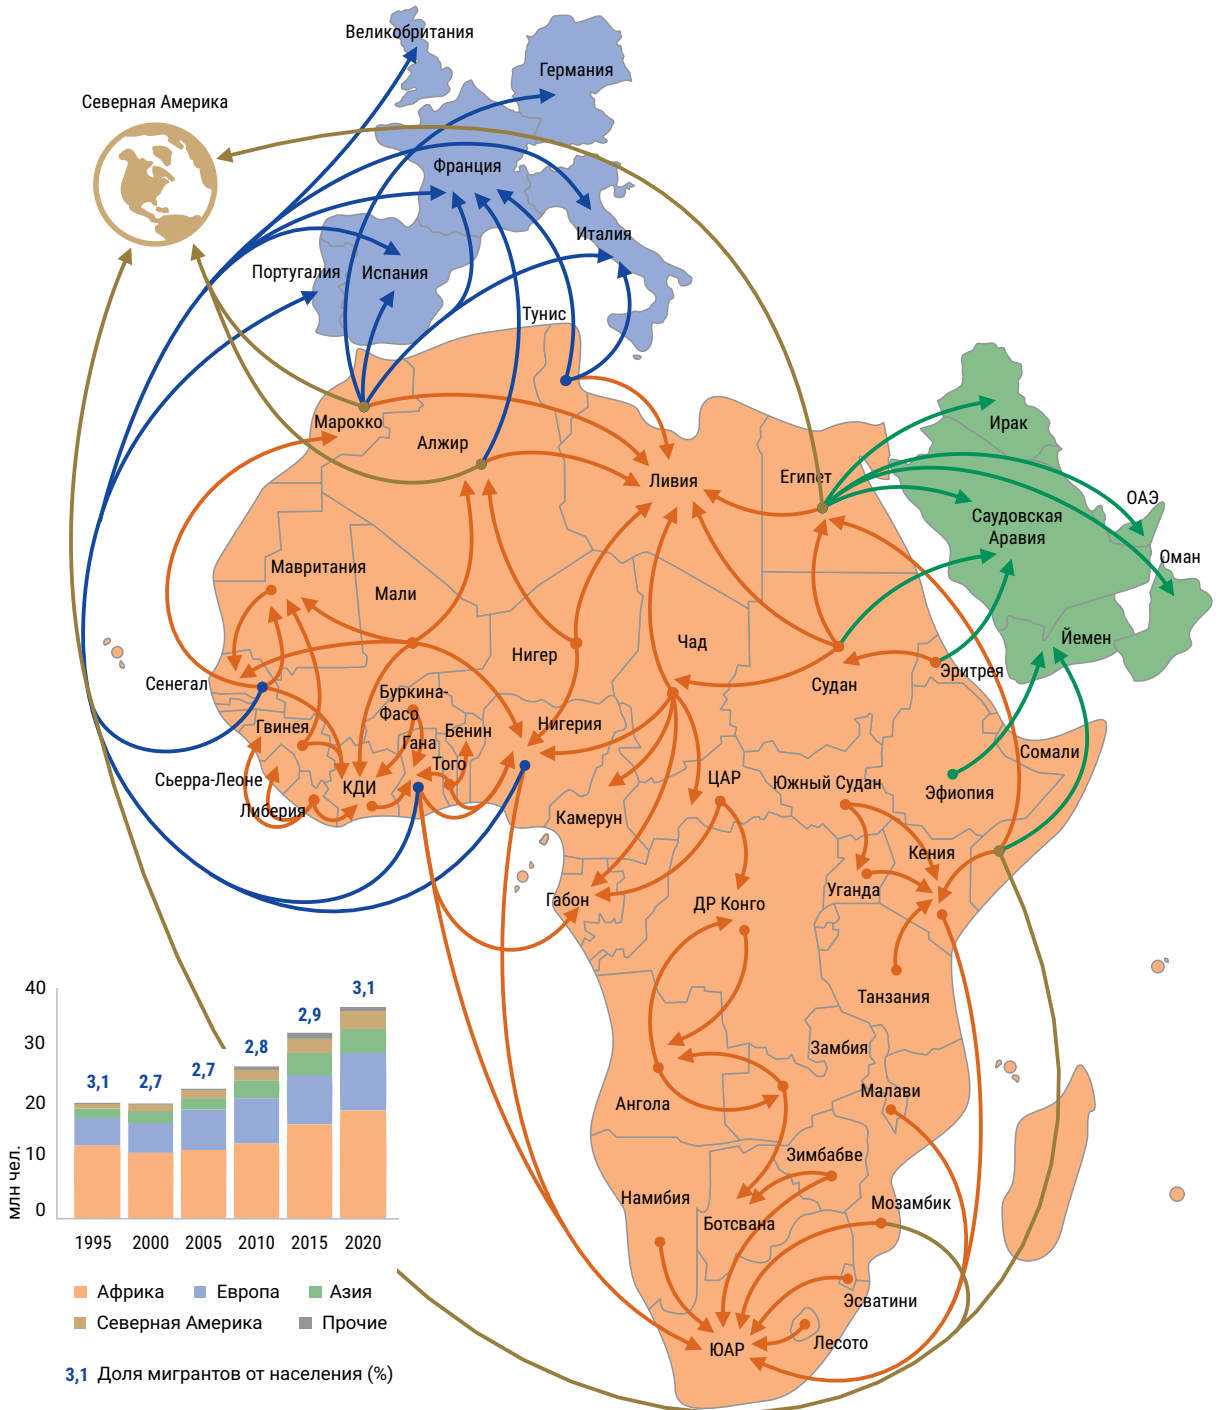 Великобритания
Германия
Северная Америка
Франция
Италия
Португалия
Испания
Тунис
Марокко
Алжир
Ливия
Египет
Ирак
ОАЭ
Саудовская
Аравия
Оман
Мавритания
Мали
Йемен
Чад
Нигер
Сенегал
Судан
Эритрея
Буркина-
Фасо
Гвинея
Нигерия
Бенин
Гана
Того
Сомали
Сьерра-Леоне
КДИ
ЦАР
Южный Судан
Эфиопия
Либерия
Камерун
Кения
Уганда
Габон
ДР Конго
Танзания
Замбия
Малави
Ангола
Зимбабве
Намибия
Мозамбик
Ботсвана
Эсватини
Лесото
ЮАР
млн чел.
40
30
20
10
0
3,1
2,7
2,7
2,8
2,9
3,1
1995
2000
2005
2010
2015
2020
Африка
Европа
Азия
Северная Америка
Прочие
3,1 Доля мигрантов от населения (%)